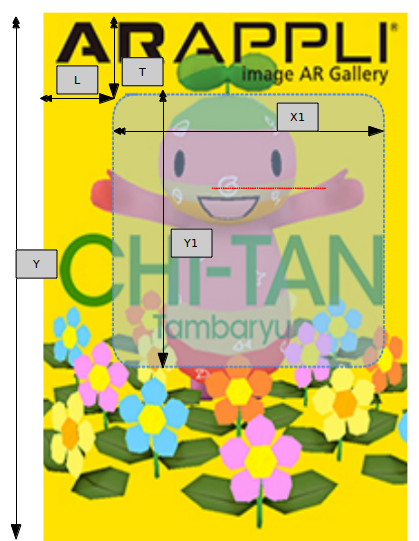 ARAPPLI®
image AR Gallery
T
L
X1
Y1
Y
CHI-TAN
Tambaryu